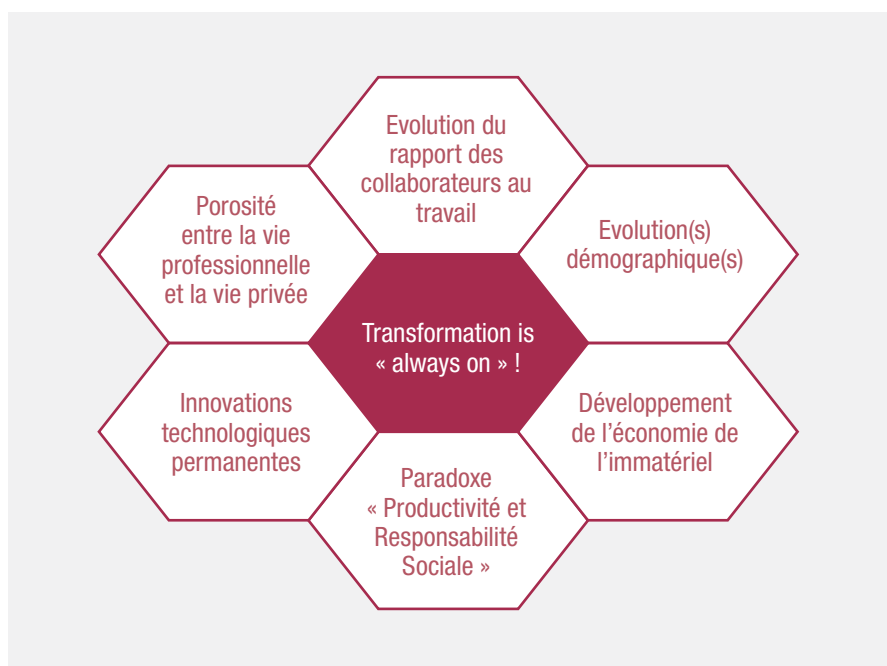 Evolution du
rapport des
collaborateurs au
travail
Porosité
entre la vie
professionnelle
et la vie privée
Evolution(s)
démographique(s)
Transformation is
« always on » !
Innovations
technologiques
permanentes
Développement
de l’économie de
l’immatériel
Paradoxe
« Productivité et
Responsabilité
Sociale »